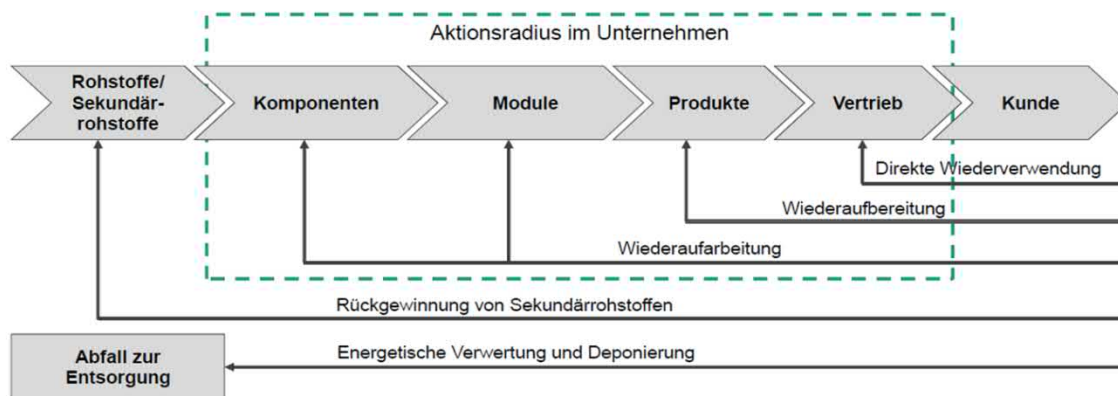 Aktionsradius im Unternehmen
Rohstoffe/
Sekundär-
rohstoffe
Komponenten
Module
Produkte
Vertrieb
Kunde
Direkte Wiederverwendung
Wiederaufbereitung
Wiederaufarbeitung
Rückgewinnung von Sekundärrohstoffen
Abfall zur
Entsorgung
Energetische Verwertung und Deponierung